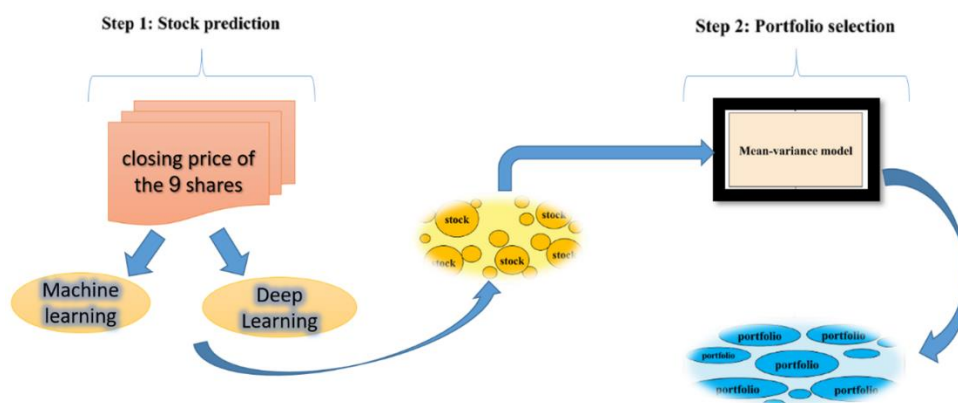 Step 1: Stock prediction
closing price of
the 9 shares
Machine
learning
Deep
Learning
stock
stock
stock
stock
stock
Step 2: Portfolio selection
Mean-variance model
portfolio
portfolio
portfolio
portfolio
portfolio
portfolio